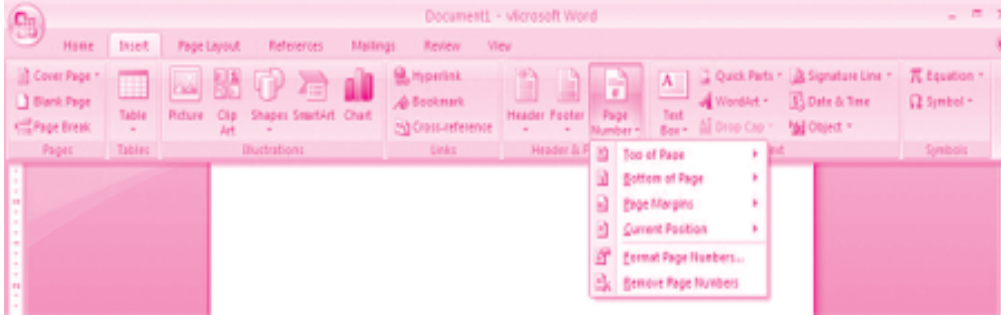 Document1 - Microsoft Word
Home Insert Page Layout References Mailings Review View
Cover Page
Blank Page
Page Break
Pages
Table
Tables
Picture Clip Art Shapes SmartArt Chart
Illustrations
Hyperlink
Bookmark
Cross-reference
Links
Header Footer Page Number
Header & F
Text Box
Quick Parts
WordArt
Drop Cap
Signature Line
Date & Time
Object
xt
Equation
Symbol
Symbols
Top of Page
Bottom of Page
Page Margins
Current Position
Format Page Numbers...
Remove Page Numbers